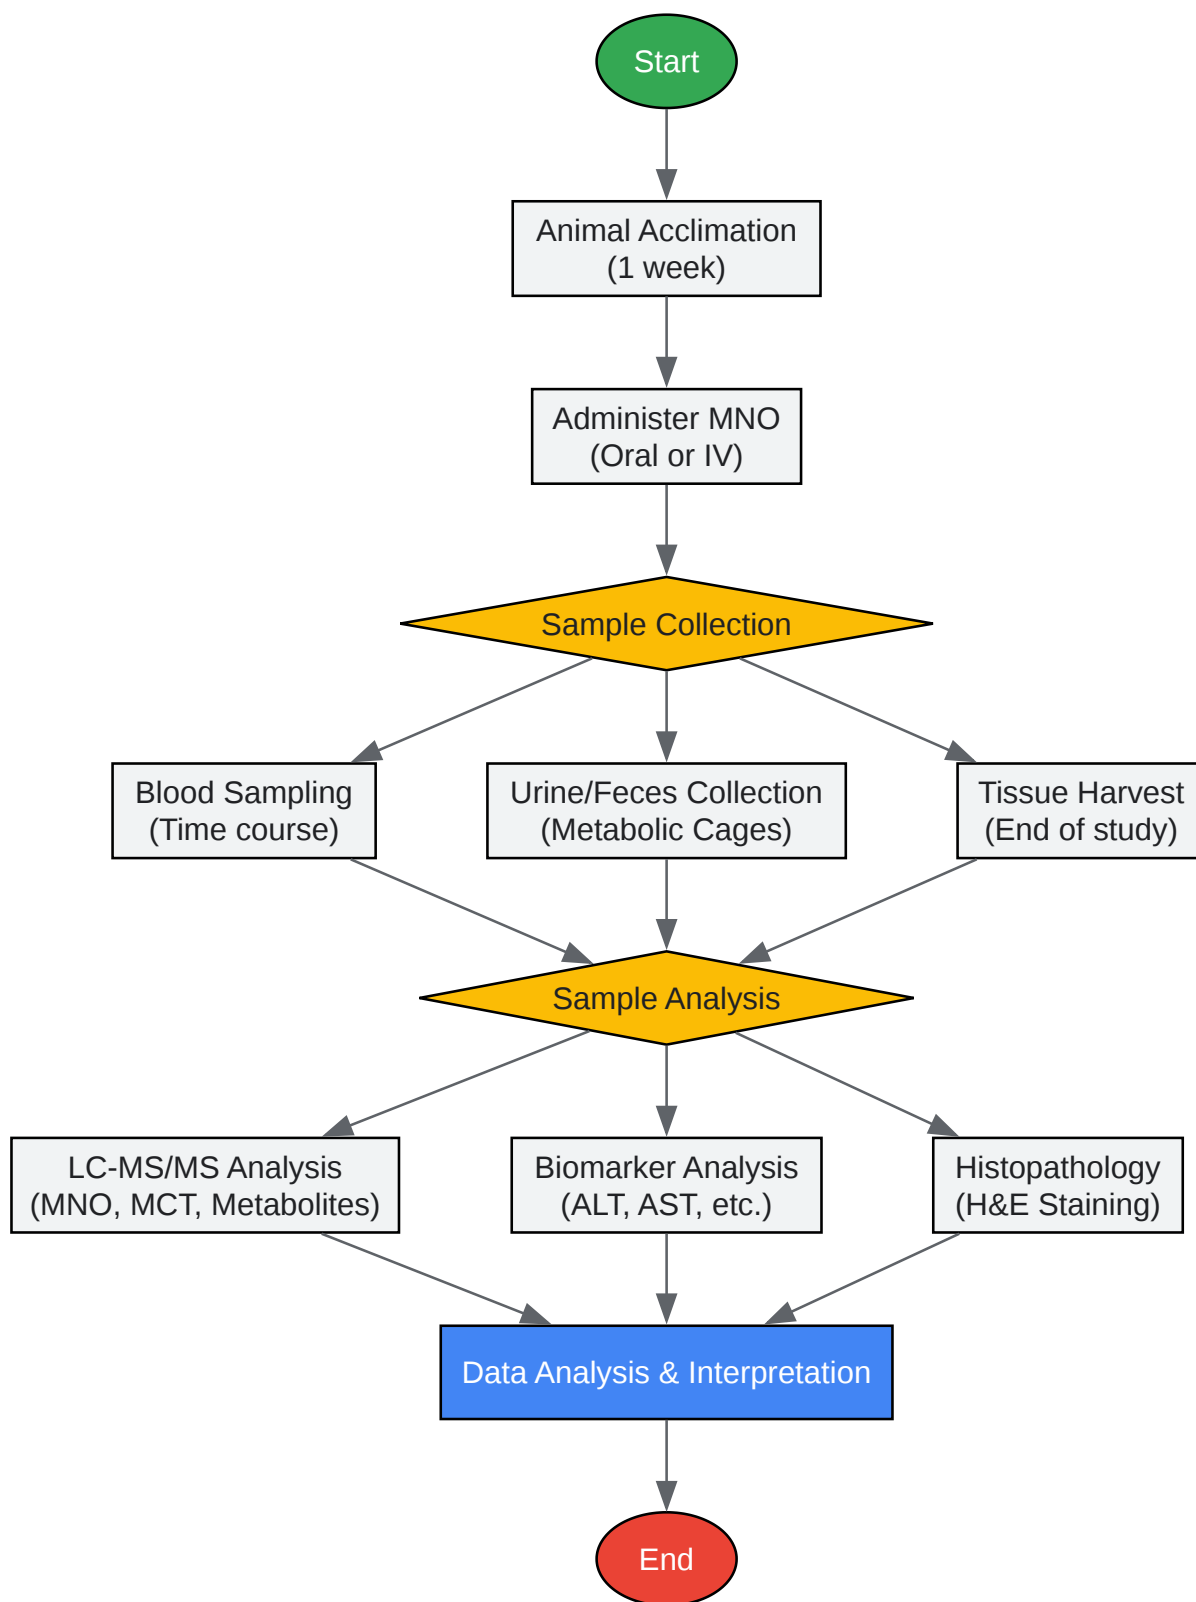 Start
Animal Acclimation
(1 week)
Administer MNO
(Oral or IV)
Sample Collection
Blood Sampling
(Time course)
Urine/Feces Collection
(Metabolic Cages)
Tissue Harvest
(End of study)
Sample Analysis
LC-MS/MS Analysis
(MNO, MCT, Metabolites)
Biomarker Analysis
(ALT, AST, etc.)
Histopathology
(H&E Staining)
Data Analysis & Interpretation
End